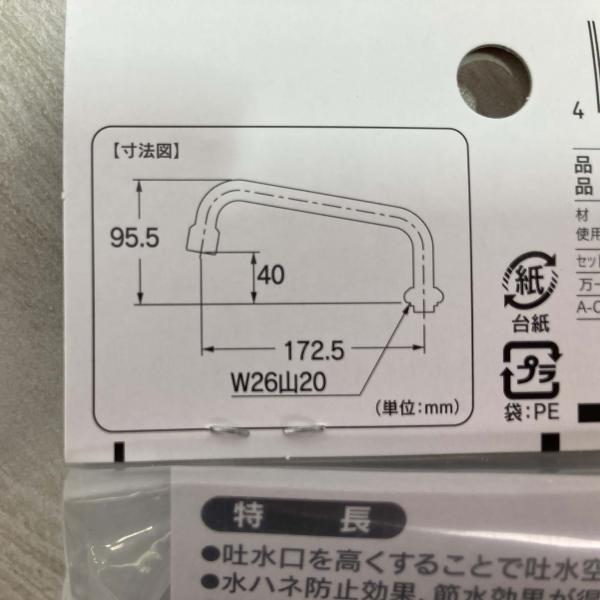 【寸法図】
95.5
40
172.5
W26山20
(単位:mm)
4
品
品
材
使用
セット
万一
A-C
紙
台紙
プラ
袋:PE
特 長
●吐水口を高くすることで吐水空
●水ハネ防止効果、節水効果が得